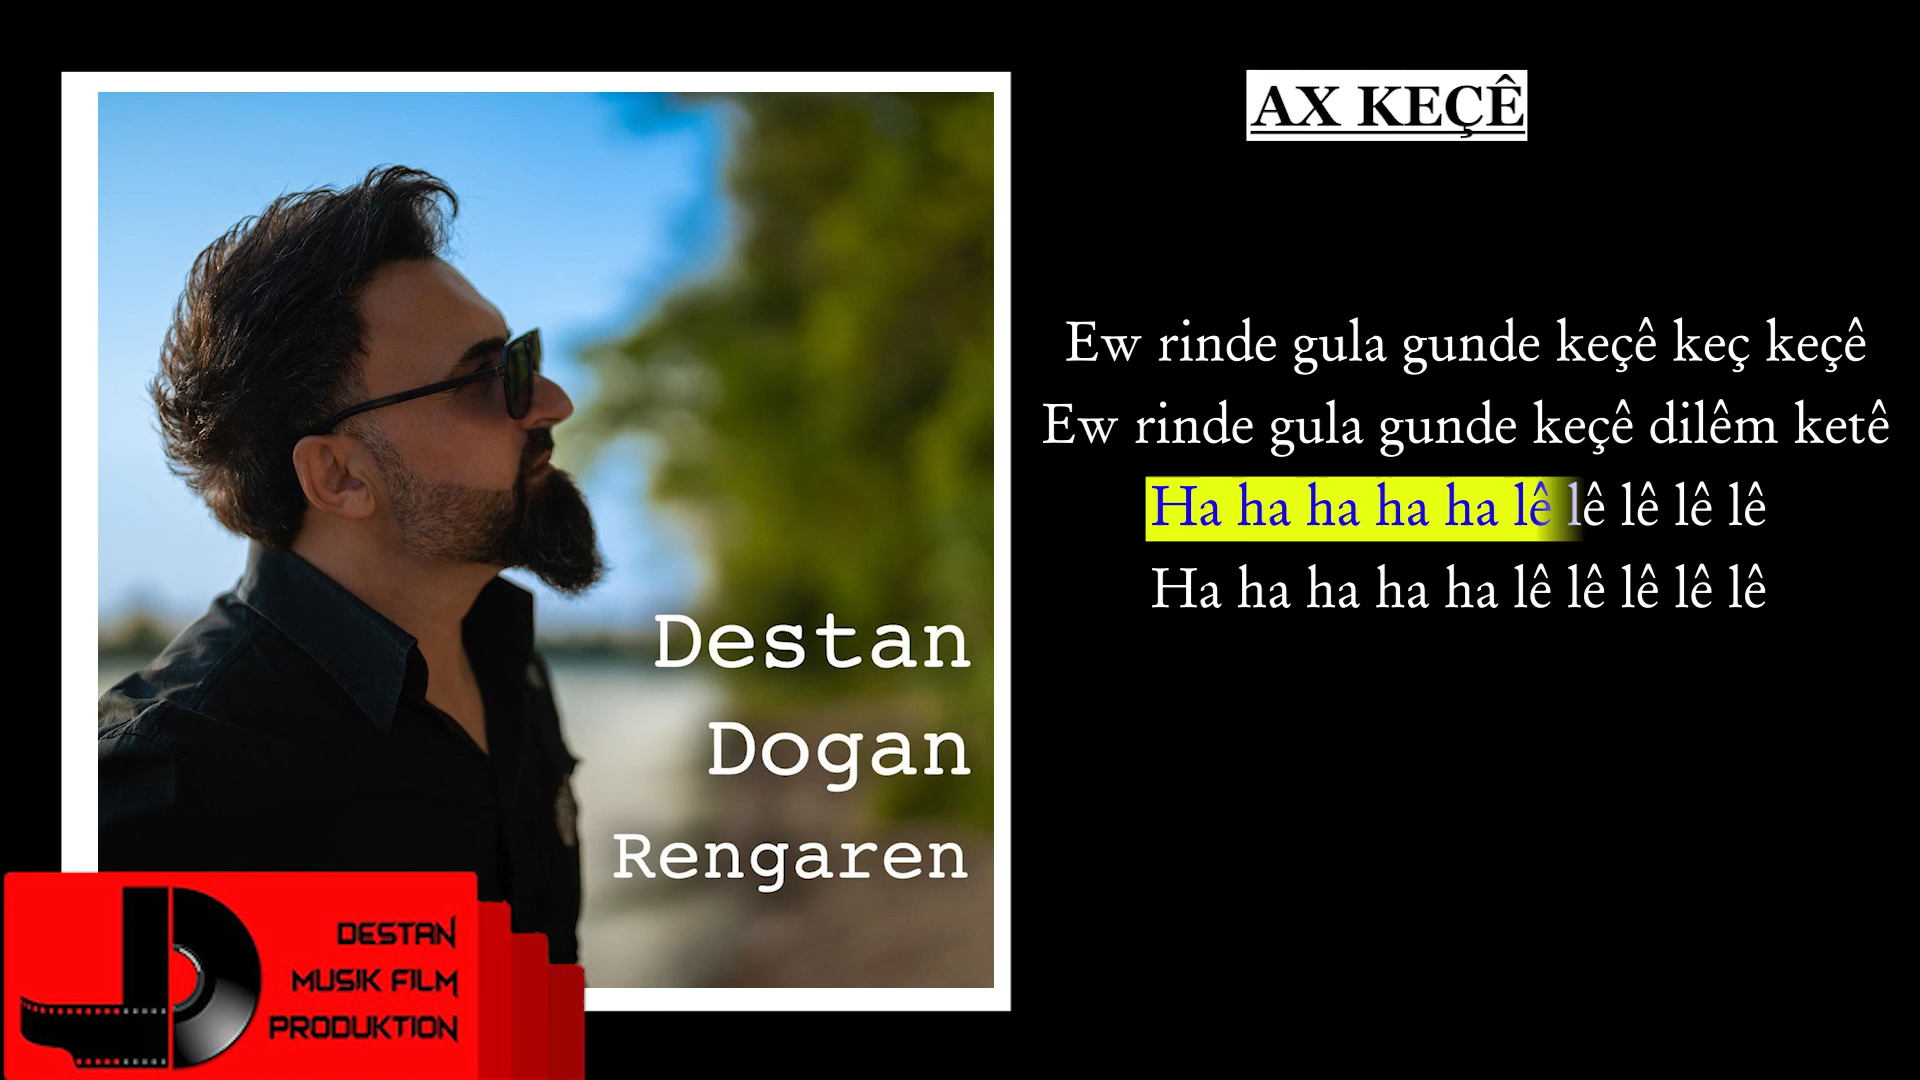 AX KEÇÊ
Ew rinde gula gunde keçê keç keçê
Ew rinde gula gunde keçê dilêm ketê
Ha ha ha ha ha lê lê lê lê lê
Ha ha ha ha ha lê lê lê lê lê
Destan
Dogan
Rengaren
DESTAN
MUSIK FILM
PRODUKTION